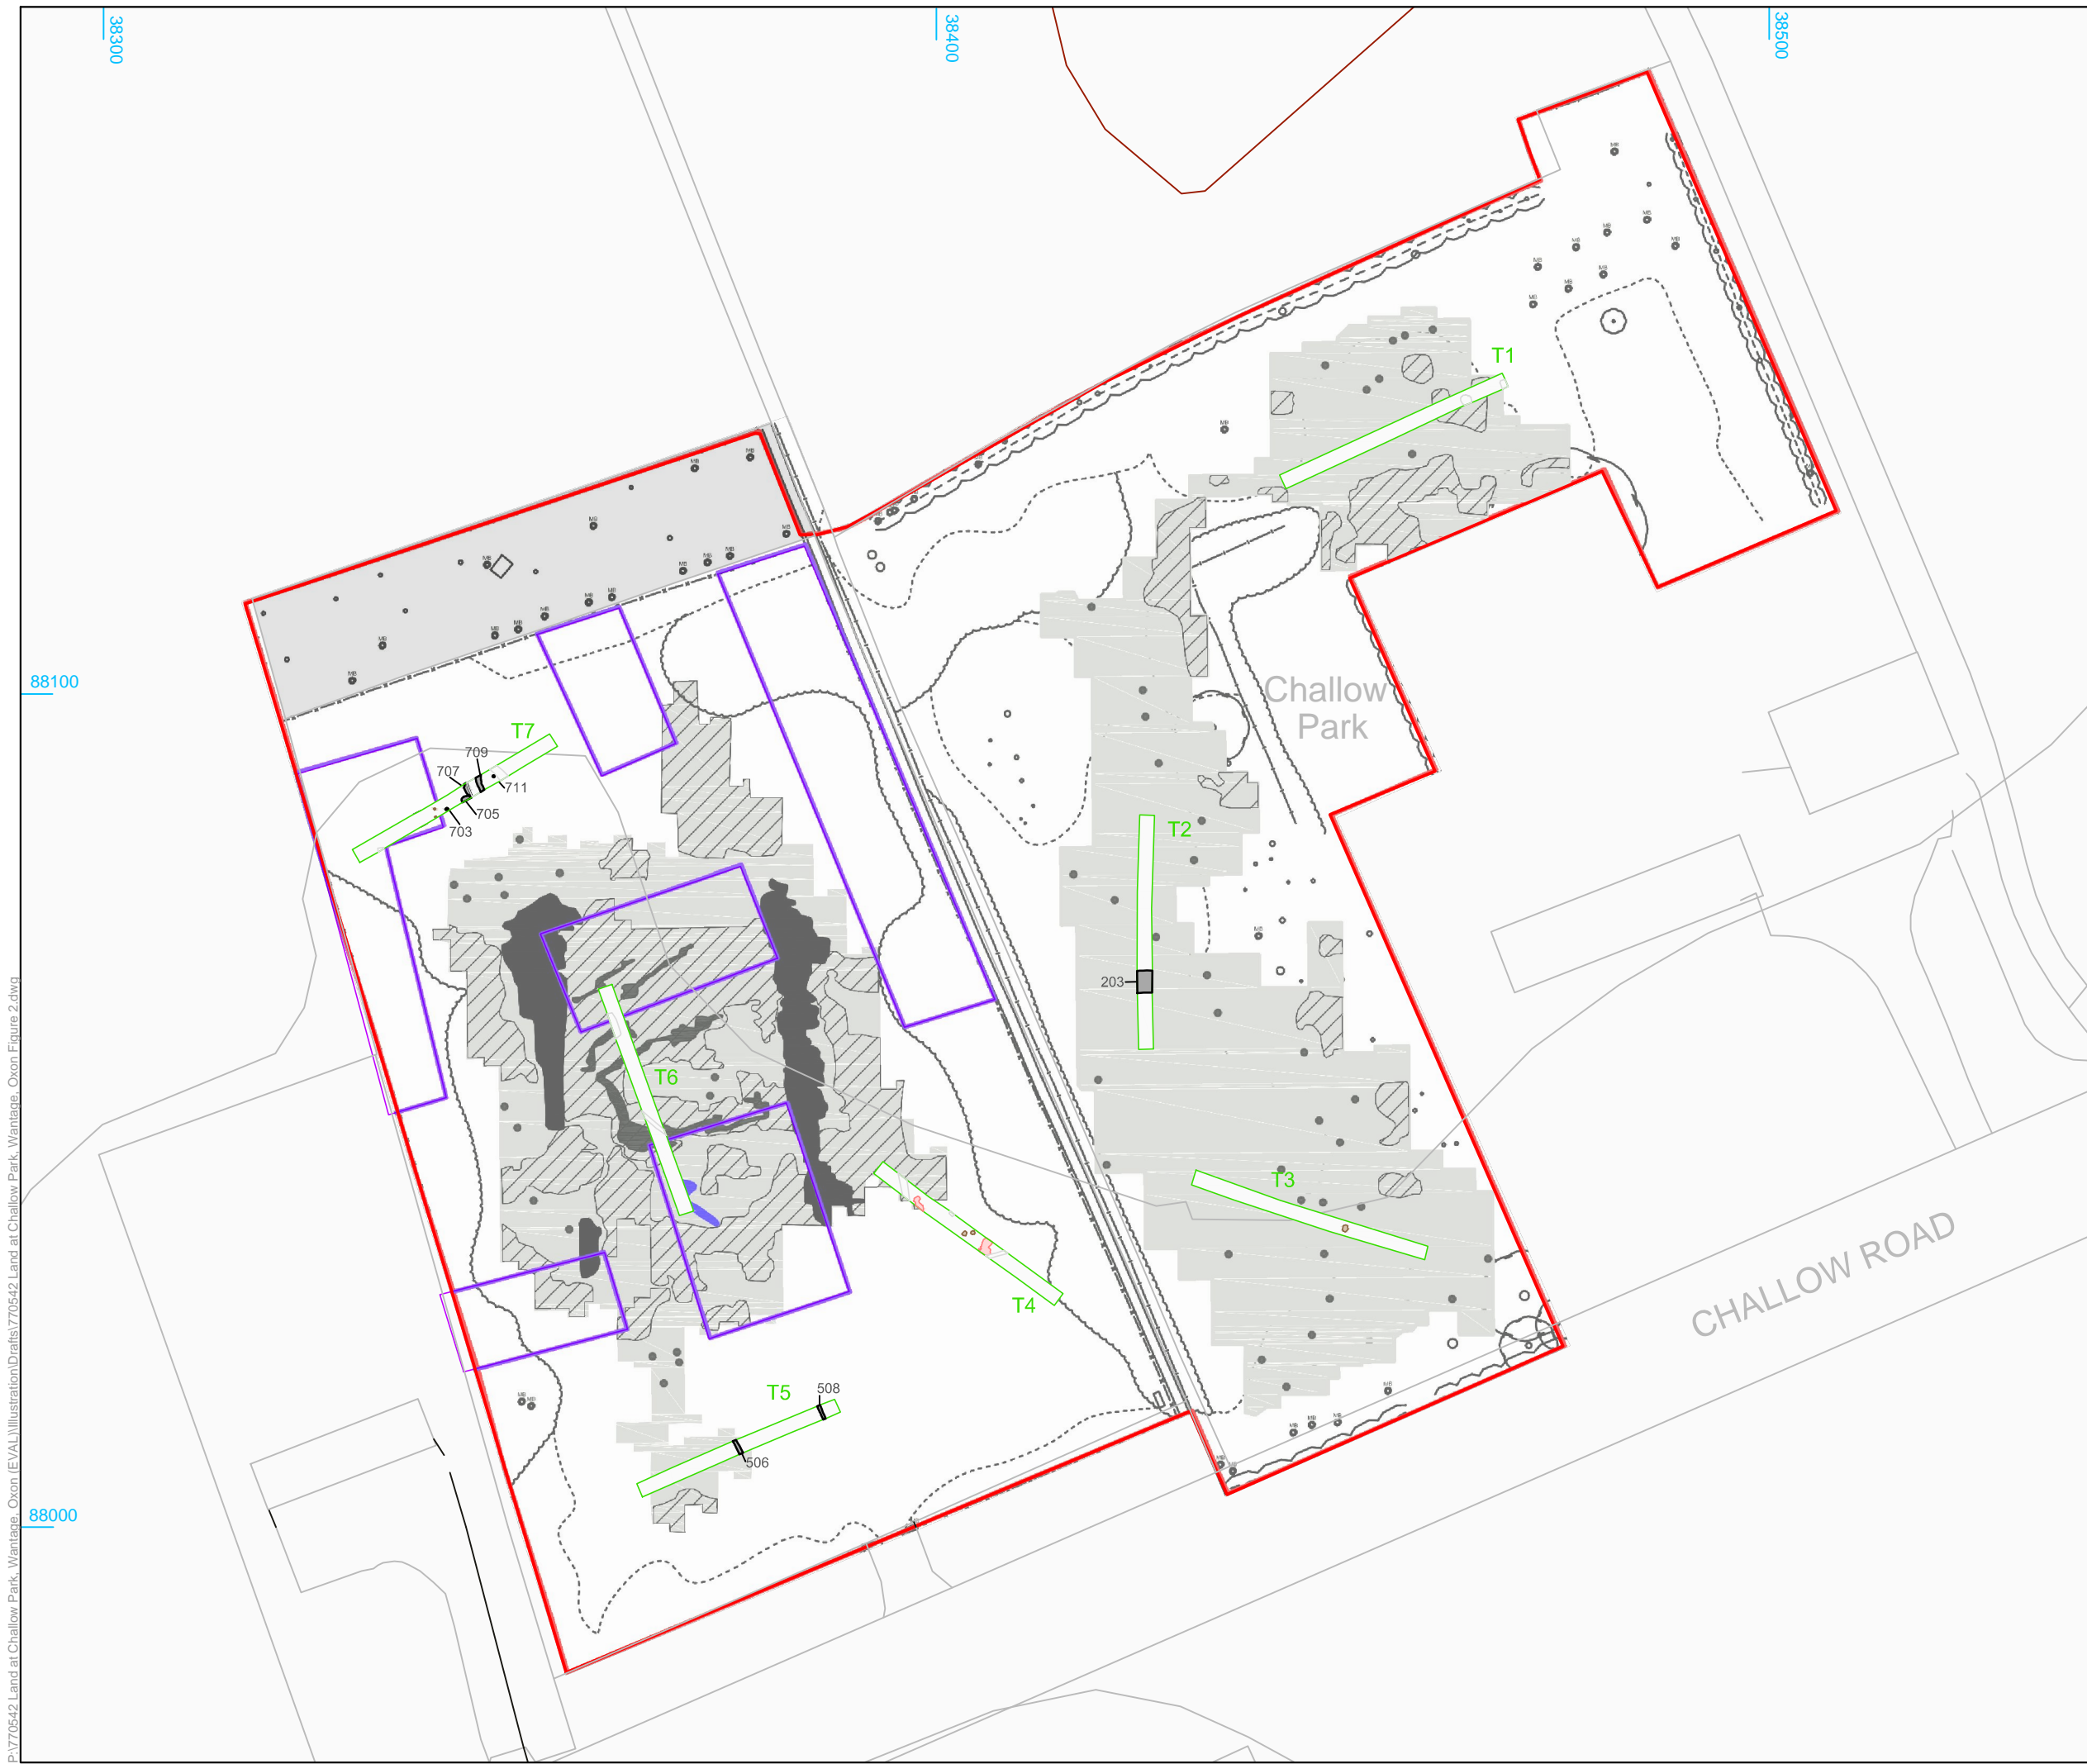 38300
38400
38500
T1
88100
Challow
Park
T7
709
707
711
705
703
T2
203
T6
T3
T4
CHALLOW ROAD
T5
508
506
88000
P:\770542 Land at Challow Park, Wantage, Oxon (EVAL)\Illustration\Drafts\770542 Land at Challow Park, Wantage, Oxon Figure 2.dwg